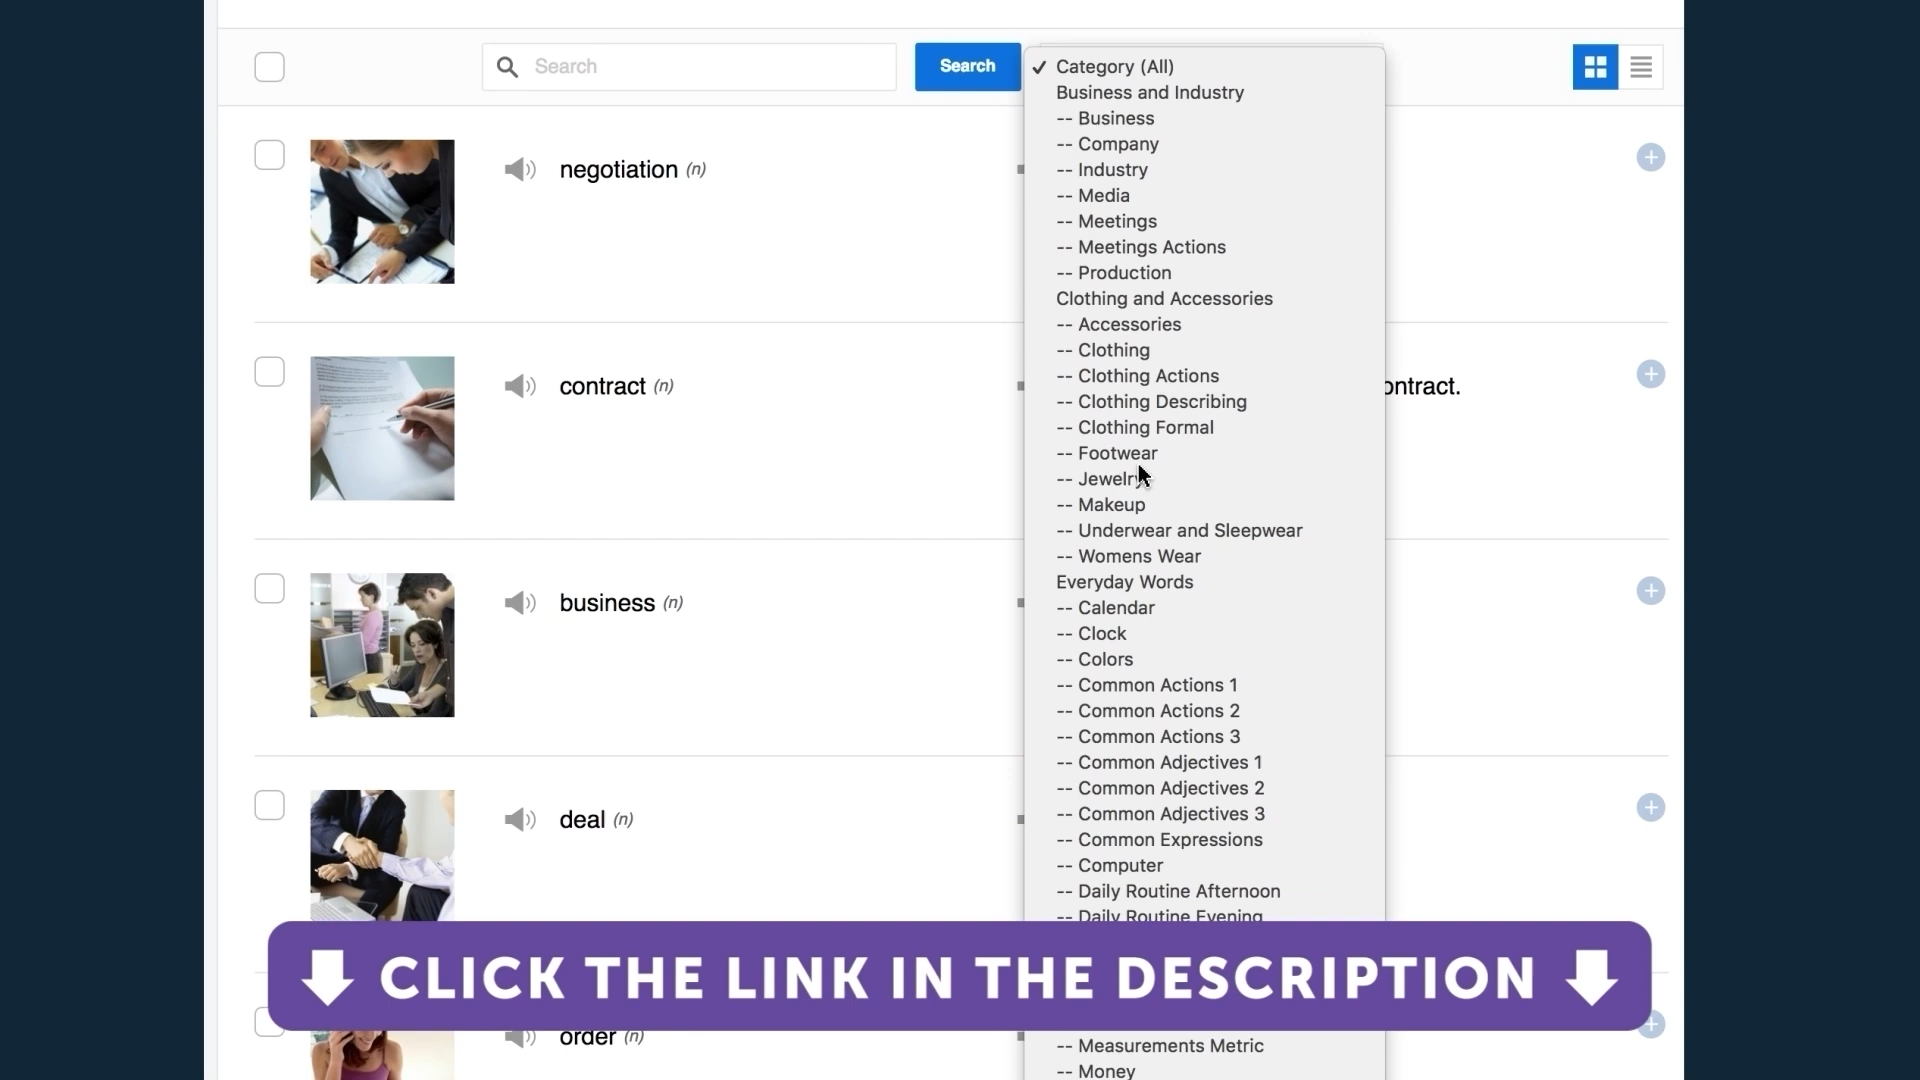 Search
Search
✓ Category (All)
Business and Industry
-- Business
-- Company
-- Industry
-- Media
-- Meetings
-- Meetings Actions
-- Production
Clothing and Accessories
-- Accessories
-- Clothing
-- Clothing Actions
-- Clothing Describing
-- Clothing Formal
-- Footwear
-- Jewelry
-- Makeup
-- Underwear and Sleepwear
-- Womens Wear
Everyday Words
-- Calendar
-- Clock
-- Colors
-- Common Actions 1
-- Common Actions 2
-- Common Actions 3
-- Common Adjectives 1
-- Common Adjectives 2
-- Common Adjectives 3
-- Common Expressions
-- Computer
-- Daily Routine Afternoon
-- Daily Routine Evening
-- Measurements Metric
-- Money
negotiation (n)
contract (n)
ontract.
business (n)
deal (n)
order (n)
CLICK THE LINK IN THE DESCRIPTION